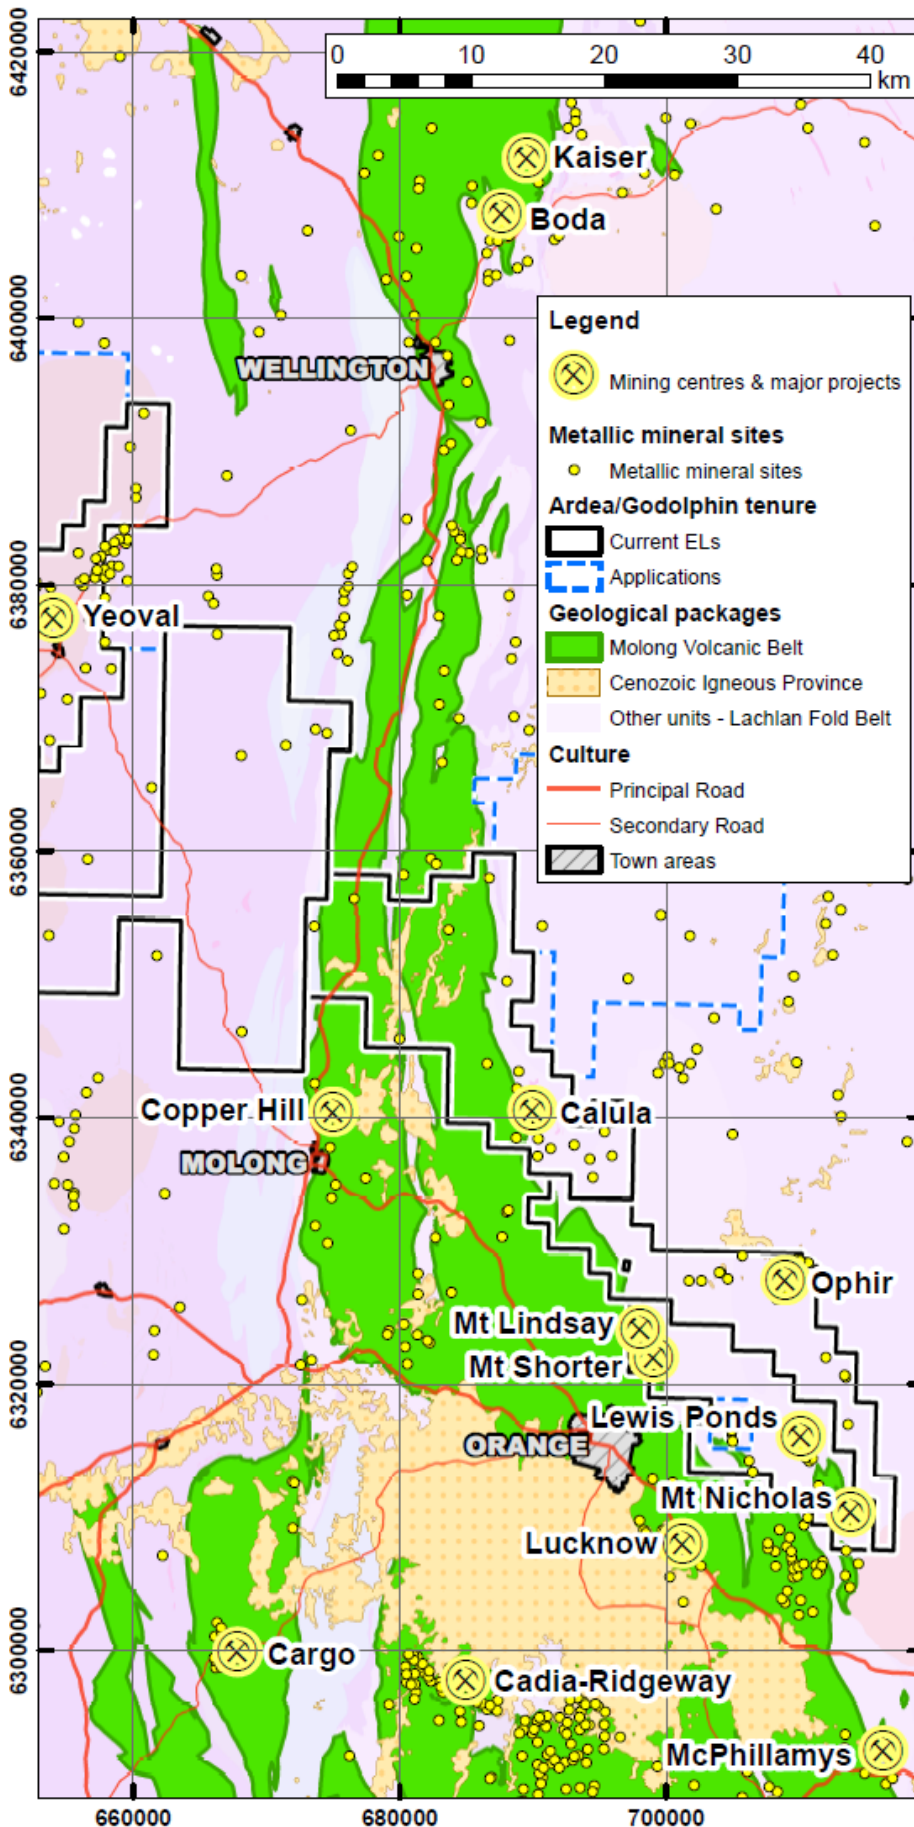 0 10 20 30 40
km
6420000
Kaiser
Boda
6400000
Legend
Mining centres & major projects
WELLINGTON
Metallic mineral sites
Metallic mineral sites
Ardea/Godolphin tenure
Current ELs
6380000
Applications
Yeoval
Geological packages
Molong Volcanic Belt
Cenozoic Igneous Province
Other units - Lachlan Fold Belt
Culture
Principal Road
Secondary Road
6360000
Town areas
Copper Hill
Calula
6340000
MOLONG
Ophir
Mt Lindsay
Mt Shorter
6320000
Lewis Ponds
ORANGE
Mt Nicholas
Lucknow
6300000
Cargo
Cadia-Ridgeway
McPhillamys
660000 680000 700000